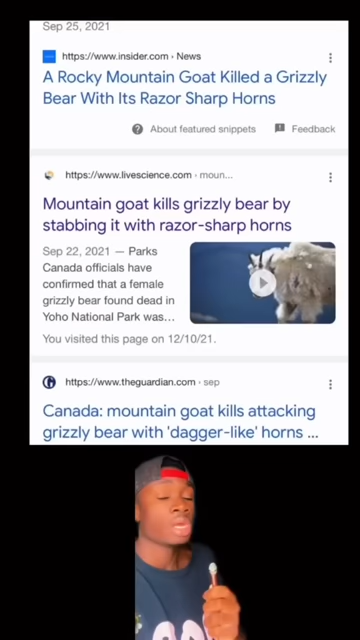 Sep 25, 2021
https://www.insider.com › News
A Rocky Mountain Goat Killed a Grizzly
Bear With Its Razor Sharp Horns
About featured snippets
Feedback
https://www.livescience.com › moun...
Mountain goat kills grizzly bear by
stabbing it with razor-sharp horns
Sep 22, 2021 — Parks
Canada officials have
confirmed that a female
grizzly bear found dead in
Yoho National Park was...
You visited this page on 12/10/21.
https://www.theguardian.com › sep
Canada: mountain goat kills attacking
grizzly bear with 'dagger-like' horns ...